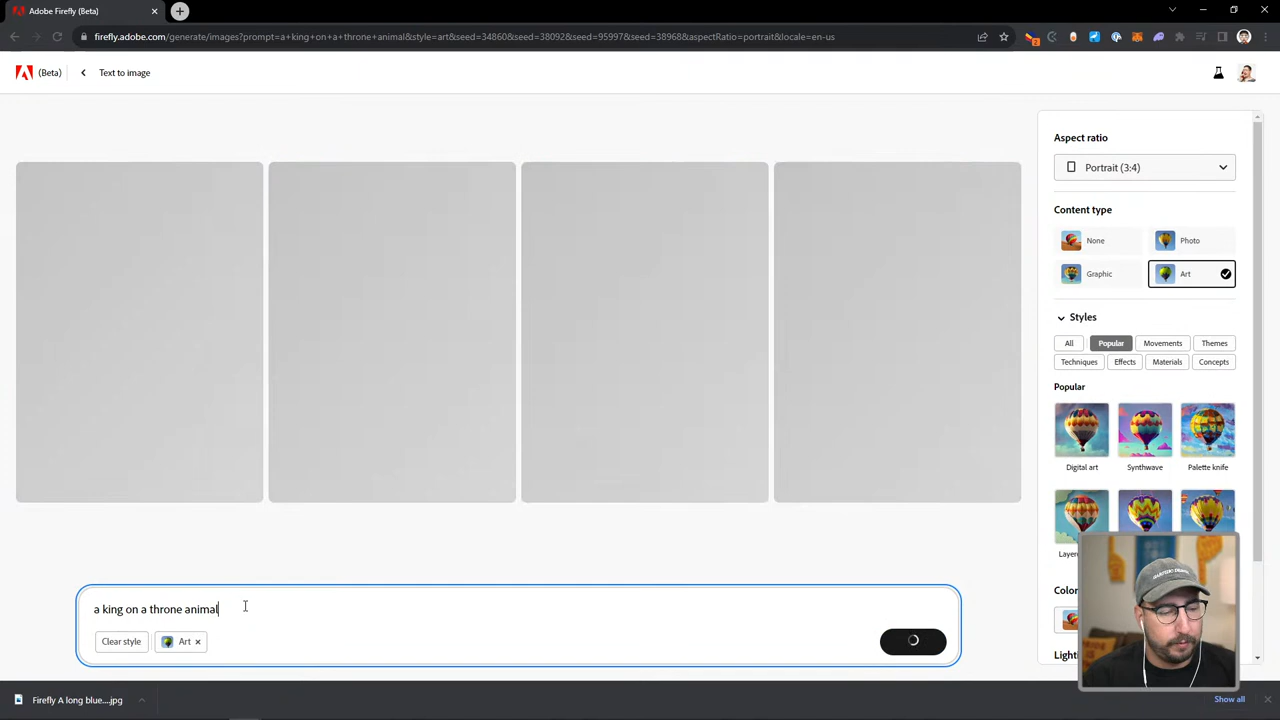 Adobe Firefly (Beta)
firefly.adobe.com/generate/images?prompt=a+king+on+a+throne+animal&style=art&seed=34860&seed=38092&seed=95997&seed=38968&aspectRatio=portrait&locale=en-us
(Beta) Text to image
Aspect ratio
Portrait (3:4)
Content type
None Photo
Graphic Art
Styles
All Popular Movements Themes
Techniques Effects Materials Concepts
Popular
Digital art Synthwave Palette knife
a king on a throne animal
Clear style Art
Firefly A long blue....jpg
Show all